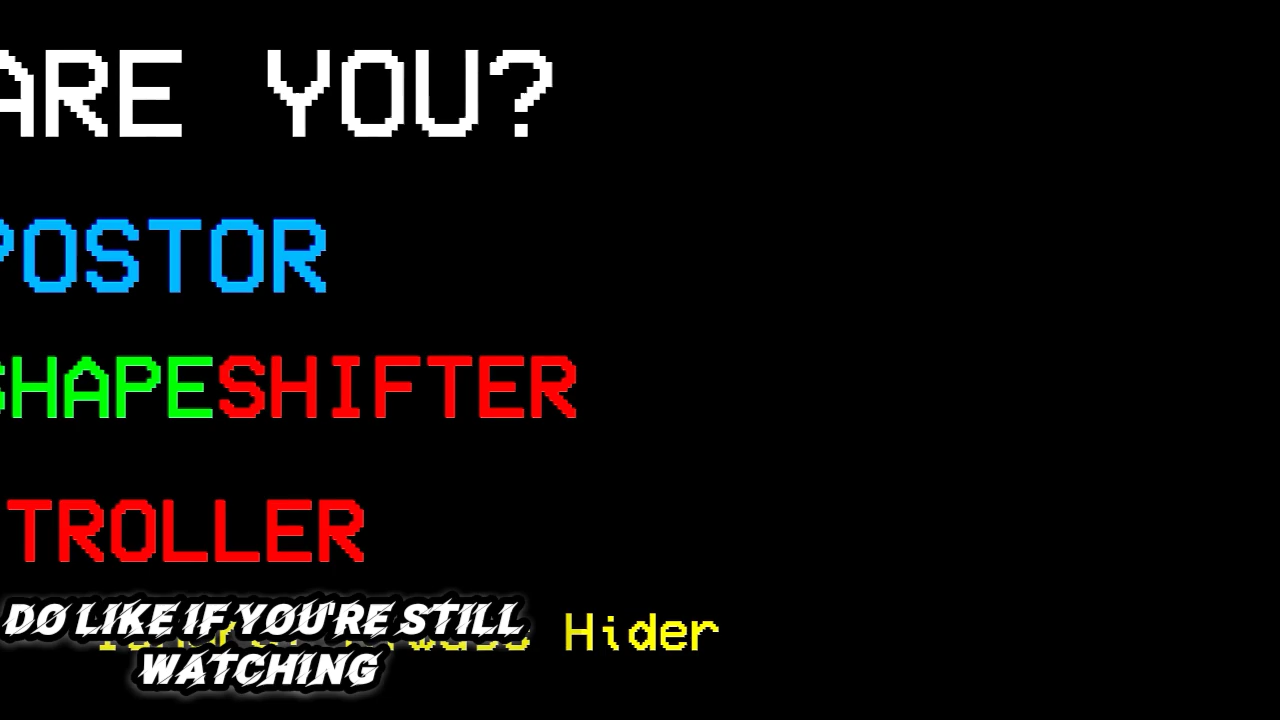 ARE YOU?
POSTOR
SHAPESHIFTER
TROLLER
DO LIKE IF YOU'RE STILL
Hider
WATCHING